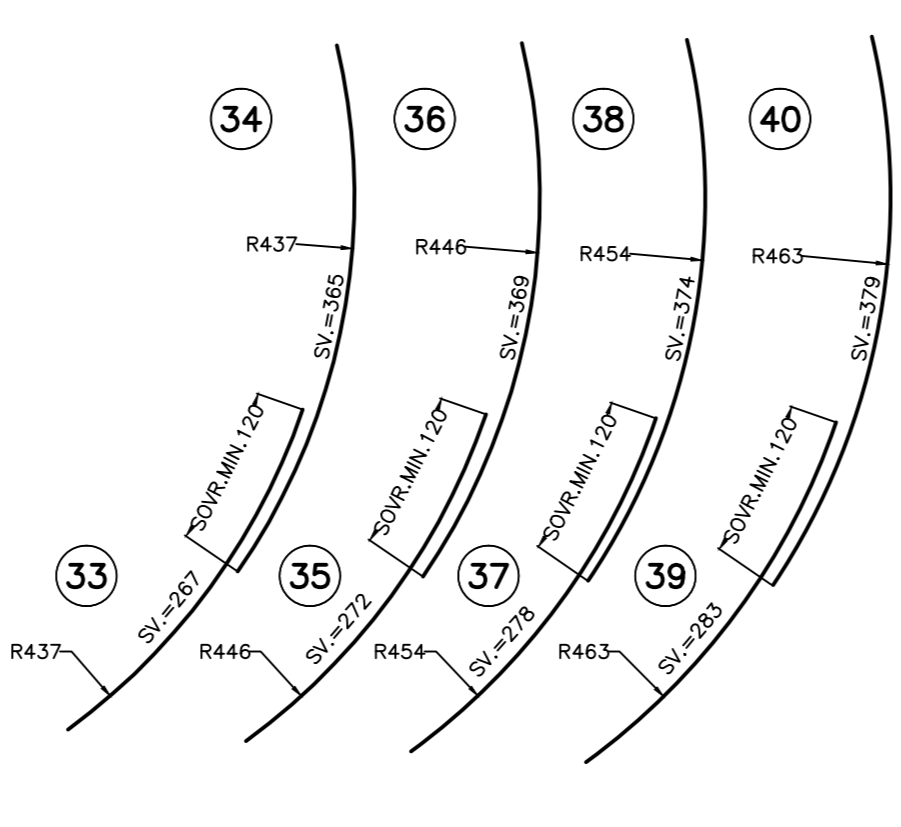 34
36
38
40
R437
R446
R454
R463
SV.=365
SV.=369
SV.=374
SV.=379
SOVR.MIN.120
SOVR.MIN.120
SOVR.MIN.120
SOVR.MIN.120
33
35
37
39
SV.=267
SV.=272
SV.=278
SV.=283
R437
R446
R454
R463